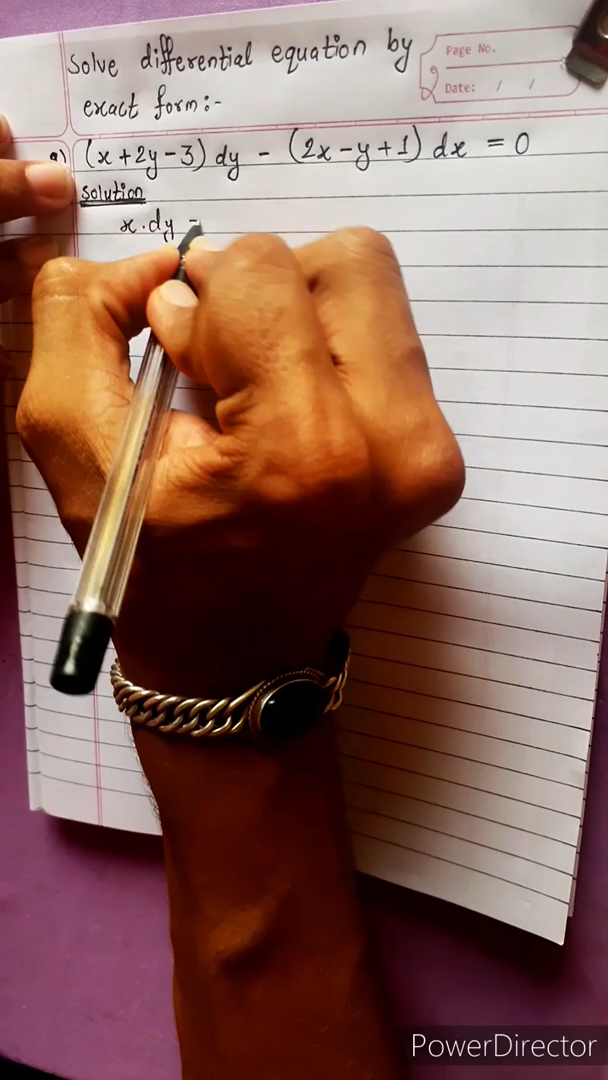 Solve differential equation by
exact form:-
Page No.
Date: / /
a) (x+2y-3) dy - (2x-y+1) dx = 0
Solution
x.dy
PowerDirector